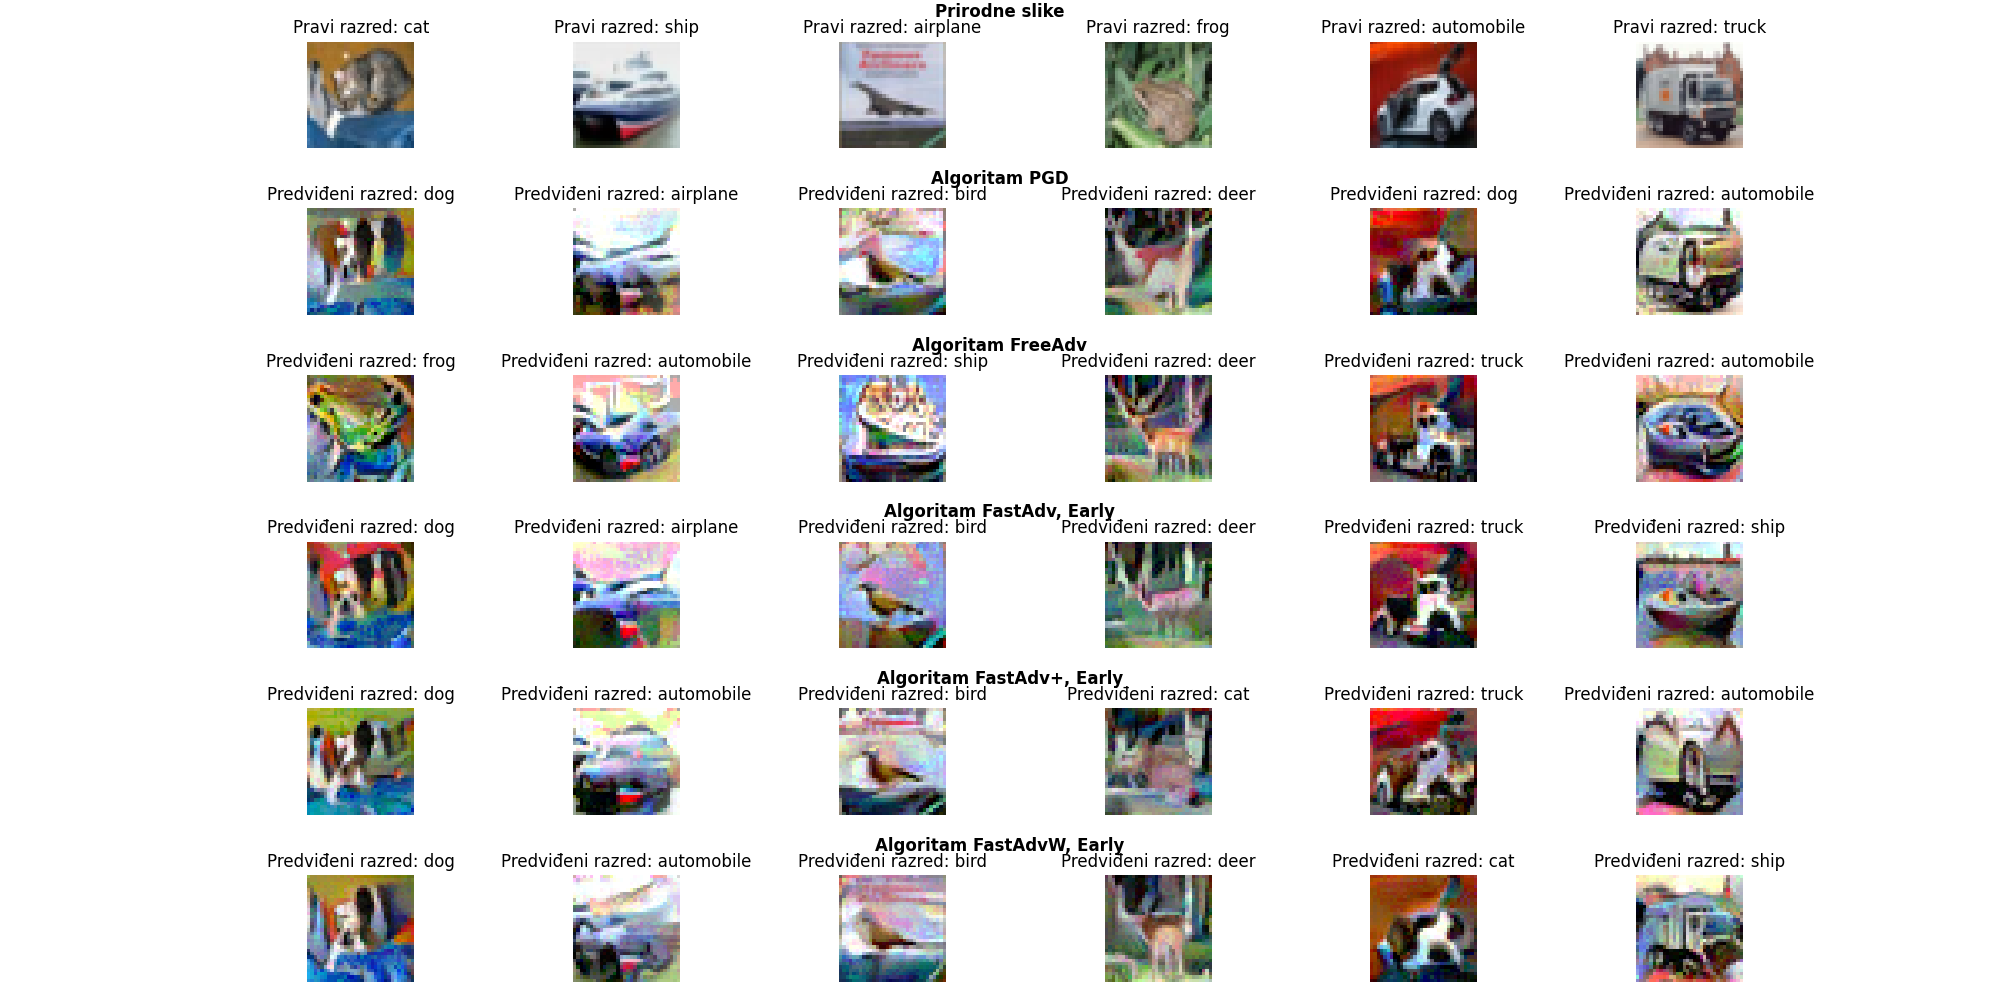 Prirodne slike
Pravi razred: cat
Pravi razred: ship
Pravi razred: airplane
Pravi razred: frog
Pravi razred: automobile
Pravi razred: truck
Algoritam PGD
Predviđeni razred: dog
Predviđeni razred: airplane
Predviđeni razred: bird
Predviđeni razred: deer
Predviđeni razred: dog
Predviđeni razred: automobile
Algoritam FreeAdv
Predviđeni razred: frog
Predviđeni razred: automobile
Predviđeni razred: ship
Predviđeni razred: deer
Predviđeni razred: truck
Predviđeni razred: automobile
Algoritam FastAdv, Early
Predviđeni razred: dog
Predviđeni razred: airplane
Predviđeni razred: bird
Predviđeni razred: deer
Predviđeni razred: truck
Predviđeni razred: ship
Algoritam FastAdv+, Early
Predviđeni razred: dog
Predviđeni razred: automobile
Predviđeni razred: bird
Predviđeni razred: cat
Predviđeni razred: truck
Predviđeni razred: automobile
Algoritam FastAdvW, Early
Predviđeni razred: dog
Predviđeni razred: automobile
Predviđeni razred: bird
Predviđeni razred: deer
Predviđeni razred: cat
Predviđeni razred: ship